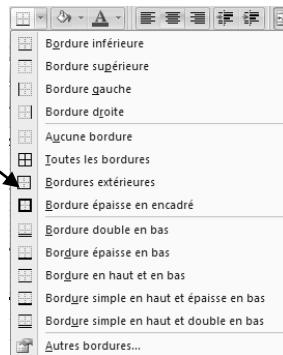 Bordure inférieure
Bordure supérieure
Bordure gauche
Bordure droite
Aucune bordure
Toutes les bordures
Bordures extérieures
Bordure épaisse en encadré
Bordure double en bas
Bordure épaisse en bas
Bordure en haut et en bas
Bordure simple en haut et épaisse en bas
Bordure simple en haut et double en bas
Autres bordures...